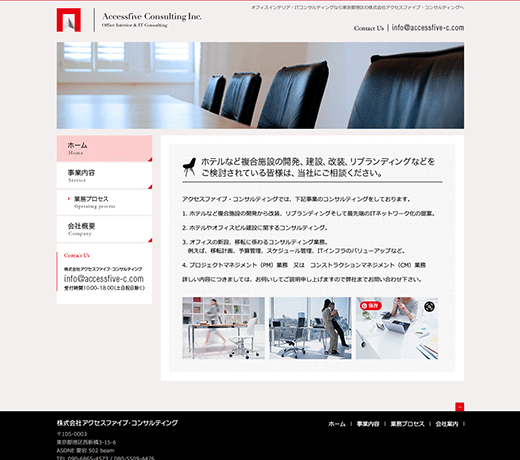 オフィスインテリア・ITコンサルティングなら東京都港区の株式会社アクセスファイブ・コンサルティングへ
Accessfive Consulting Inc.
Office Interior & IT Consulting
Contact Us | info@accessfive-c.com
ホーム
Home
事業内容
Service
業務プロセス
Operating process
会社概要
Company
Contact Us
株式会社アクセスファイブ・コンサルティング
info@accessfive-c.com
受付時間10:00-18:00(土日祝日除く)
ホテルなど複合施設の開発、建設、改装、リブランディングなどを
ご検討されている皆様は、当社にご相談ください。
アクセスファイブ・コンサルティングでは、下記事業のコンサルティングをしております。
1. ホテルなど複合施設の開発から改装、リブランディングそして最先端のITネットワーク化の提案。
2. ホテルやオフィスビル建設に関するコンサルティング。
3. オフィスの新設、移転に係わるコンサルティング業務。
例えば、移転計画、予算管理、スケジュール管理、ITインフラのバリューアップなど。
4. プロジェクトマネジメント（PM）業務　又は　コンストラクションマネジメント（CM）業務
詳しい内容につきましては、お伺いしてご説明申し上げますので弊社までお問い合わせ下さい。
保存
株式会社アクセスファイブ・コンサルティング
ホーム | 事業内容 | 業務プロセス | 会社案内 |
〒105-0003
東京都港区西新橋3-15-6
ASONE 愛宕 502 beam
TEL 090-6865-4573 / 080-5509-4476